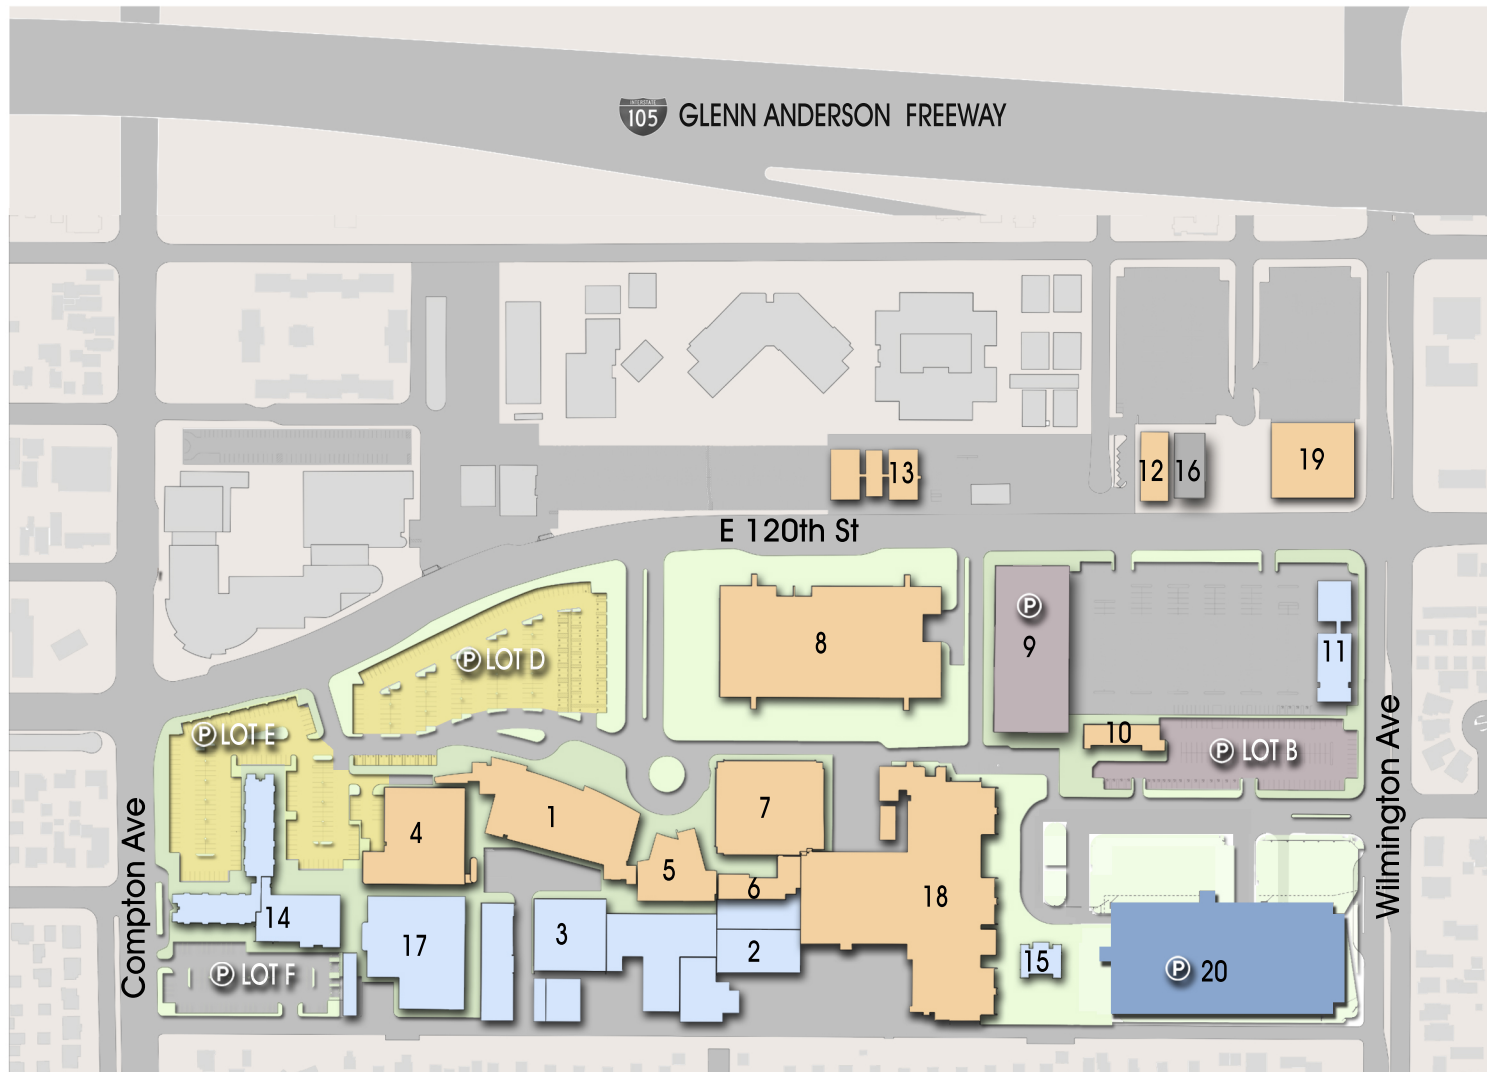 INTERSTATE
105 GLENN ANDERSON FREEWAY
13
12
16
19
E 120th St
P
9
8
11
P LOT D
P LOT E
10
P LOT B
Wilmington Ave
Compton Ave
4
1
7
5
6
18
14
17
3
2
15
P LOT F
P 20